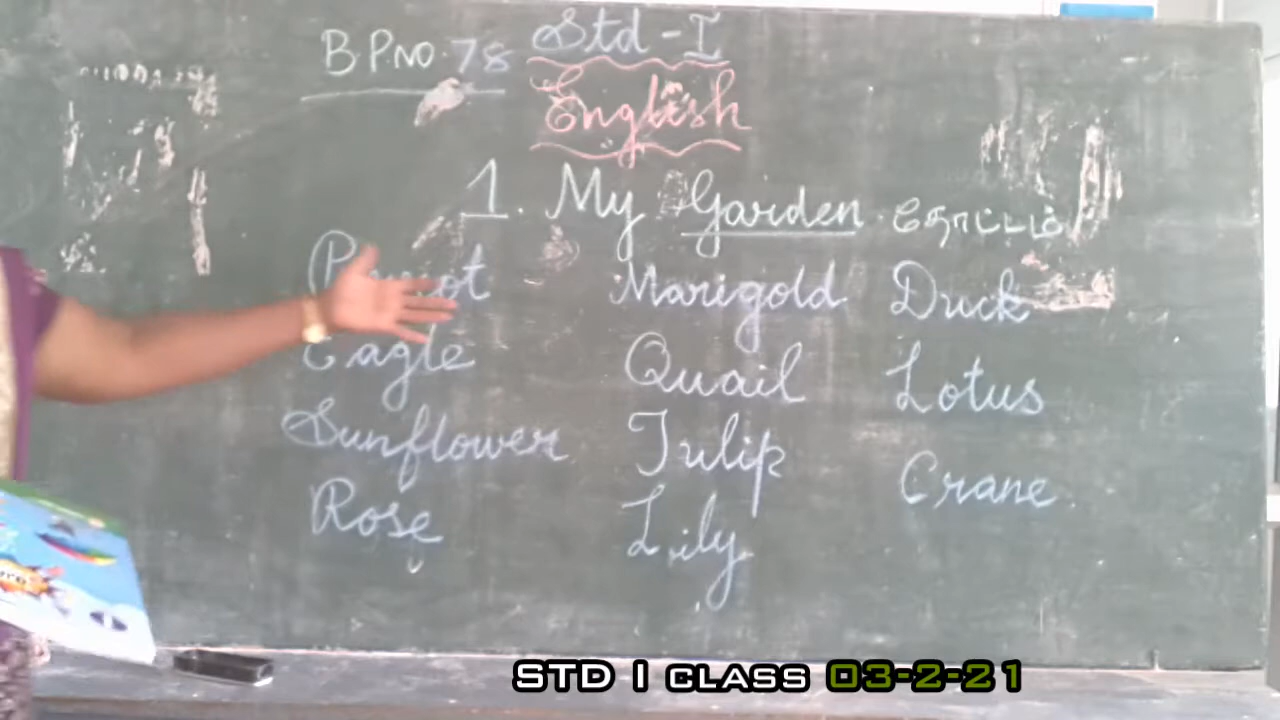 B.P.NO. 78
Std - I
English
1. My Garden. தோட்டம்
Marigold
Duck
Eagle
Quail
Lotus
Sunflower
Tulip
Crane
Rose
Lily
STD I CLASS 03-2-21